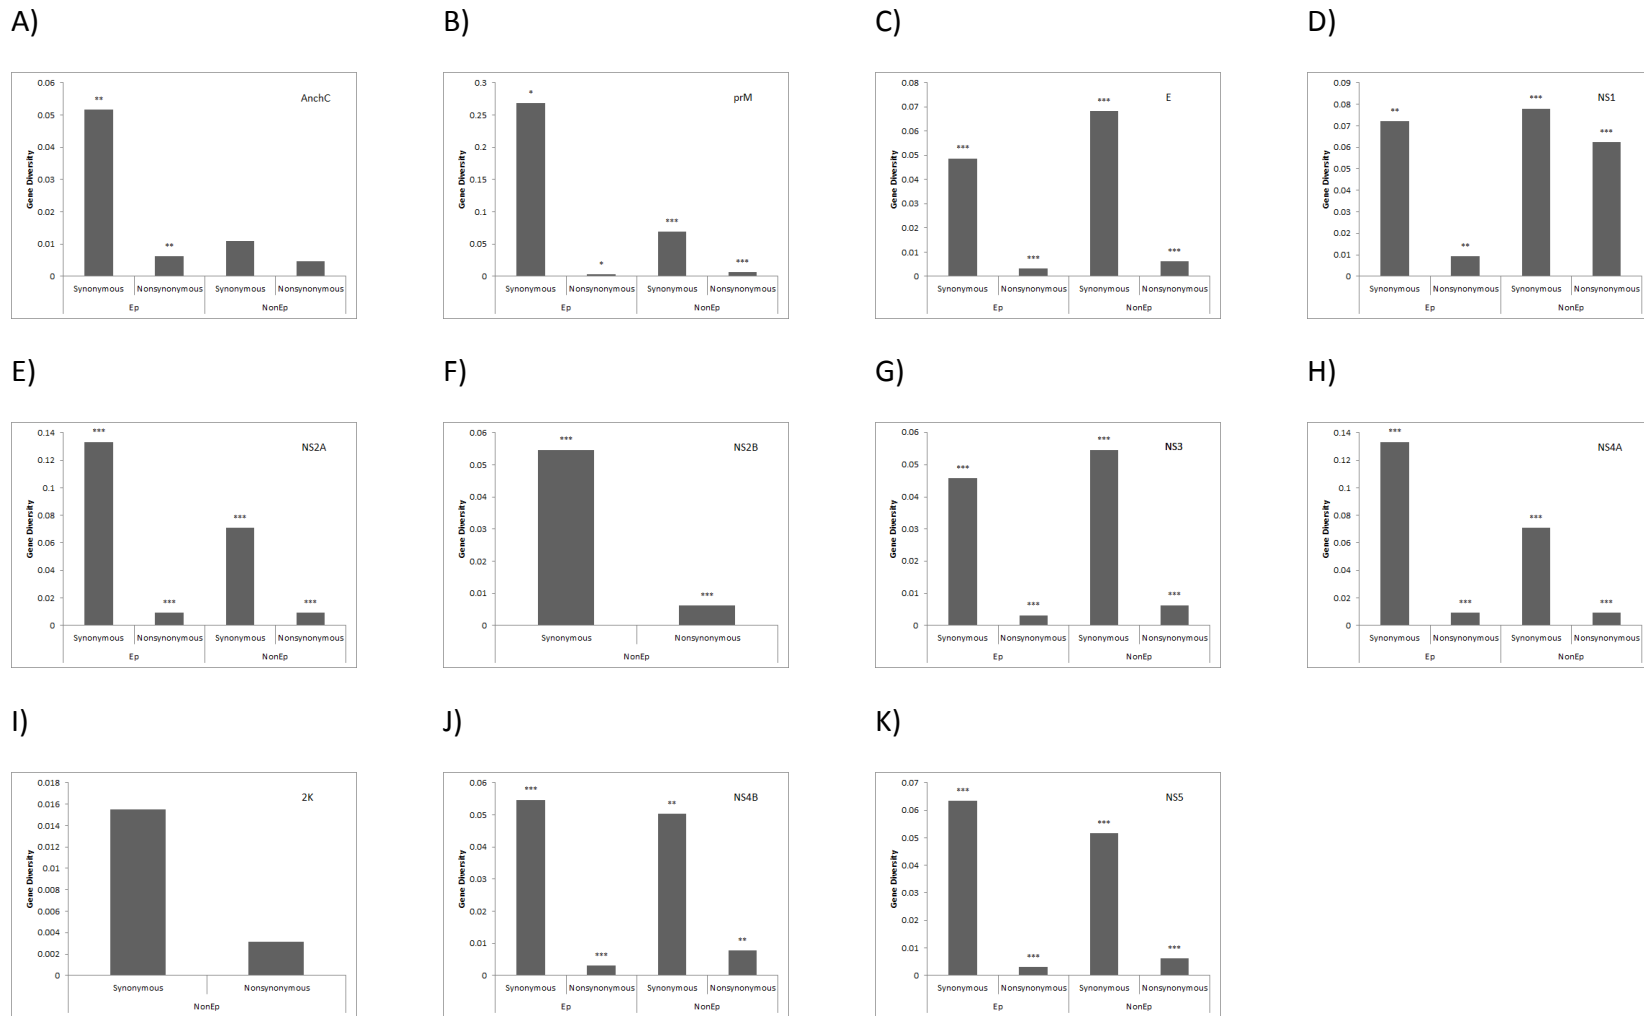 A)
B)
C)
D)
0.06
0.05
0.04
0.03
0.02
0.01
0
Gene Diversity
AnchC
**
**
Synonymous Nonsynonymous Synonymous Nonsynonymous
Ep NonEp
0.3
0.25
0.2
0.15
0.1
0.05
0
Gene Diversity
prM
*
*
***
***
Synonymous Nonsynonymous Synonymous Nonsynonymous
Ep NonEp
0.08
0.07
0.06
0.05
0.04
0.03
0.02
0.01
0
Gene Diversity
E
***
***
***
***
Synonymous Nonsynonymous Synonymous Nonsynonymous
Ep NonEp
0.09
0.08
0.07
0.06
0.05
0.04
0.03
0.02
0.01
0
Gene Diversity
NS1
**
**
***
***
Synonymous Nonsynonymous Synonymous Nonsynonymous
Ep NonEp
E)
F)
G)
H)
0.14
0.12
0.1
0.08
0.06
0.04
0.02
0
Gene Diversity
NS2A
***
***
***
***
Synonymous Nonsynonymous Synonymous Nonsynonymous
Ep NonEp
0.06
0.05
0.04
0.03
0.02
0.01
0
Gene Diversity
NS2B
***
***
Synonymous Nonsynonymous
NonEp
0.06
0.05
0.04
0.03
0.02
0.01
0
Gene Diversity
NS3
***
***
***
***
Synonymous Nonsynonymous Synonymous Nonsynonymous
Ep NonEp
0.14
0.12
0.1
0.08
0.06
0.04
0.02
0
Gene Diversity
NS4A
***
***
***
***
Synonymous Nonsynonymous Synonymous Nonsynonymous
Ep NonEp
I)
J)
K)
0.018
0.016
0.014
0.012
0.01
0.008
0.006
0.004
0.002
0
Gene Diversity
2K
Synonymous Nonsynonymous
NonEp
0.06
0.05
0.04
0.03
0.02
0.01
0
Gene Diversity
NS4B
***
***
**
**
Synonymous Nonsynonymous Synonymous Nonsynonymous
Ep NonEp
0.07
0.06
0.05
0.04
0.03
0.02
0.01
0
Gene Diversity
NS5
***
***
***
***
Synonymous Nonsynonymous Synonymous Nonsynonymous
Ep NonEp